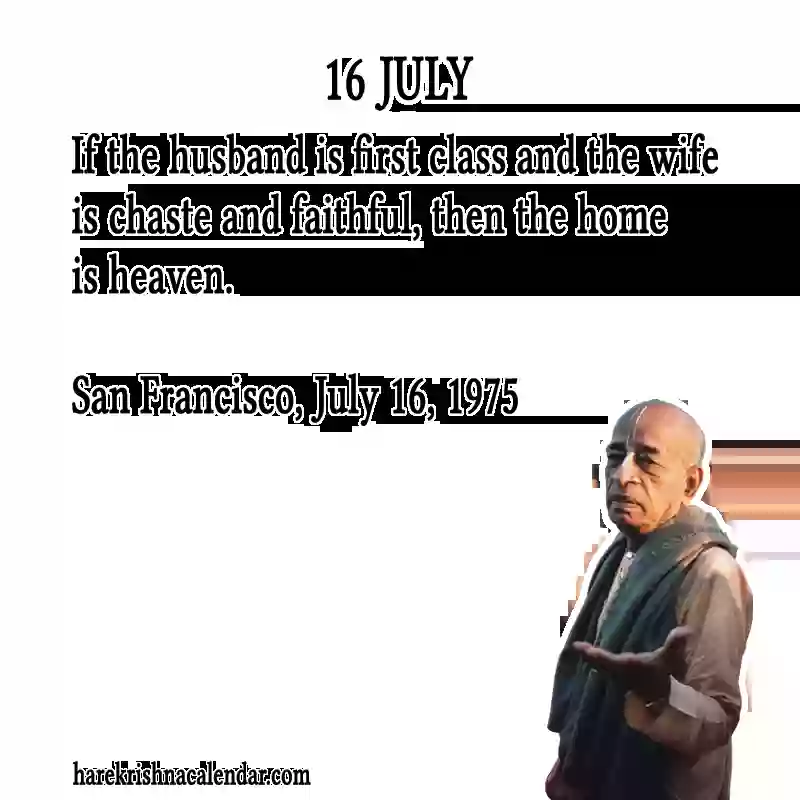 16 JULY
If the husband is first class and the wife
is chaste and faithful, then the home
is heaven.
San Francisco, July 16, 1975
harekrishnacalendar.com